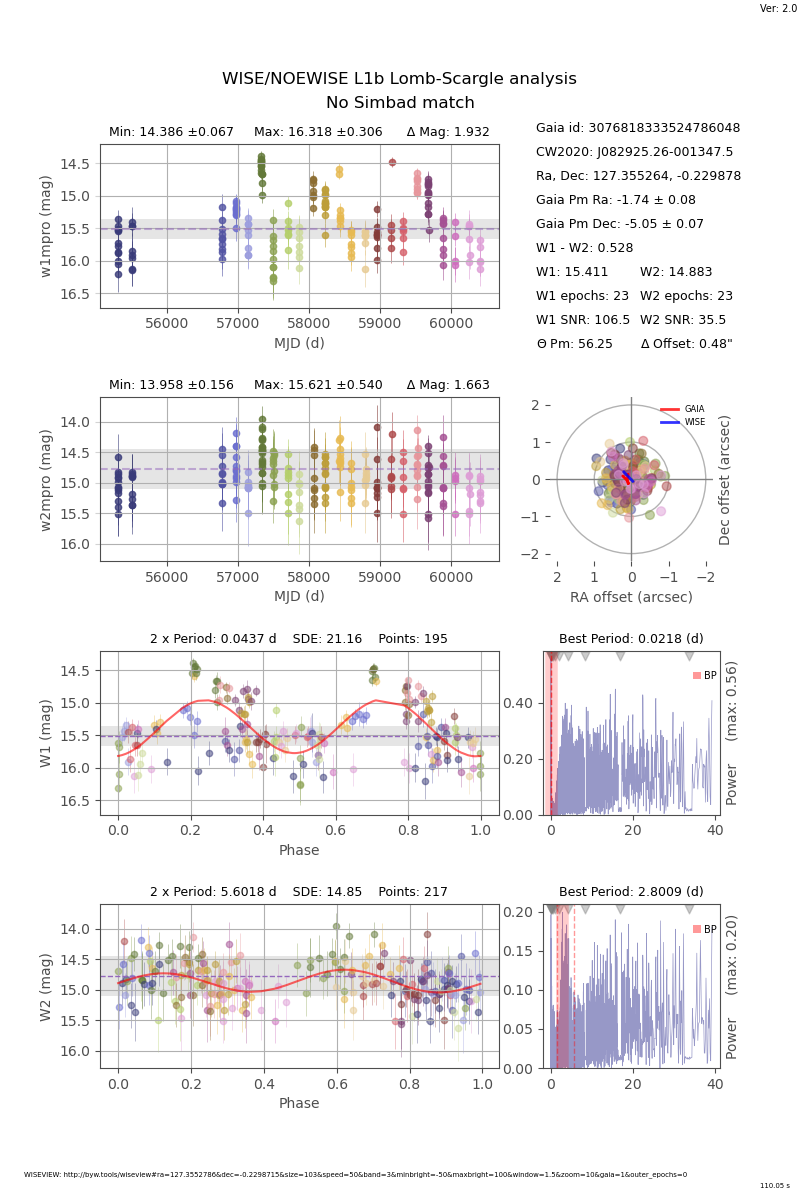 Ver: 2.0
WISE/NOEWISE L1b Lomb-Scargle analysis
No Simbad match
Min: 14.386 ±0.067 Max: 16.318 ±0.306 Δ Mag: 1.932
14.5
15.0
15.5
16.0
16.5
w1mpro (mag)
56000 57000 58000 59000 60000
MJD (d)
Gaia id: 3076818333524786048
CW2020: J082925.26-001347.5
Ra, Dec: 127.355264, -0.229878
Gaia Pm Ra: -1.74 ± 0.08
Gaia Pm Dec: -5.05 ± 0.07
W1 - W2: 0.528
W1: 15.411 W2: 14.883
W1 epochs: 23 W2 epochs: 23
W1 SNR: 106.5 W2 SNR: 35.5
Θ Pm: 56.25 Δ Offset: 0.48"
Min: 13.958 ±0.156 Max: 15.621 ±0.540 Δ Mag: 1.663
14.0
14.5
15.0
15.5
16.0
w2mpro (mag)
56000 57000 58000 59000 60000
MJD (d)
GAIA
WISE
2
1
0
−1
−2
Dec offset (arcsec)
2 1 0 −1 −2
RA offset (arcsec)
2 x Period: 0.0437 d SDE: 21.16 Points: 195
14.5
15.0
15.5
16.0
16.5
W1 (mag)
0.0 0.2 0.4 0.6 0.8 1.0
Phase
Best Period: 0.0218 (d)
BP
0.40
0.20
0.00
Power (max: 0.56)
0 20 40
2 x Period: 5.6018 d SDE: 14.85 Points: 217
14.0
14.5
15.0
15.5
16.0
W2 (mag)
0.0 0.2 0.4 0.6 0.8 1.0
Phase
Best Period: 2.8009 (d)
BP
0.20
0.15
0.10
0.05
0.00
Power (max: 0.20)
0 20 40
WISEVIEW: http://byw.tools/wiseview#ra=127.3552786&dec=-0.2298715&size=103&speed=50&band=3&minbright=-50&maxbright=100&window=1.5&zoom=10&gaia=1&outer_epochs=0
110.05 s